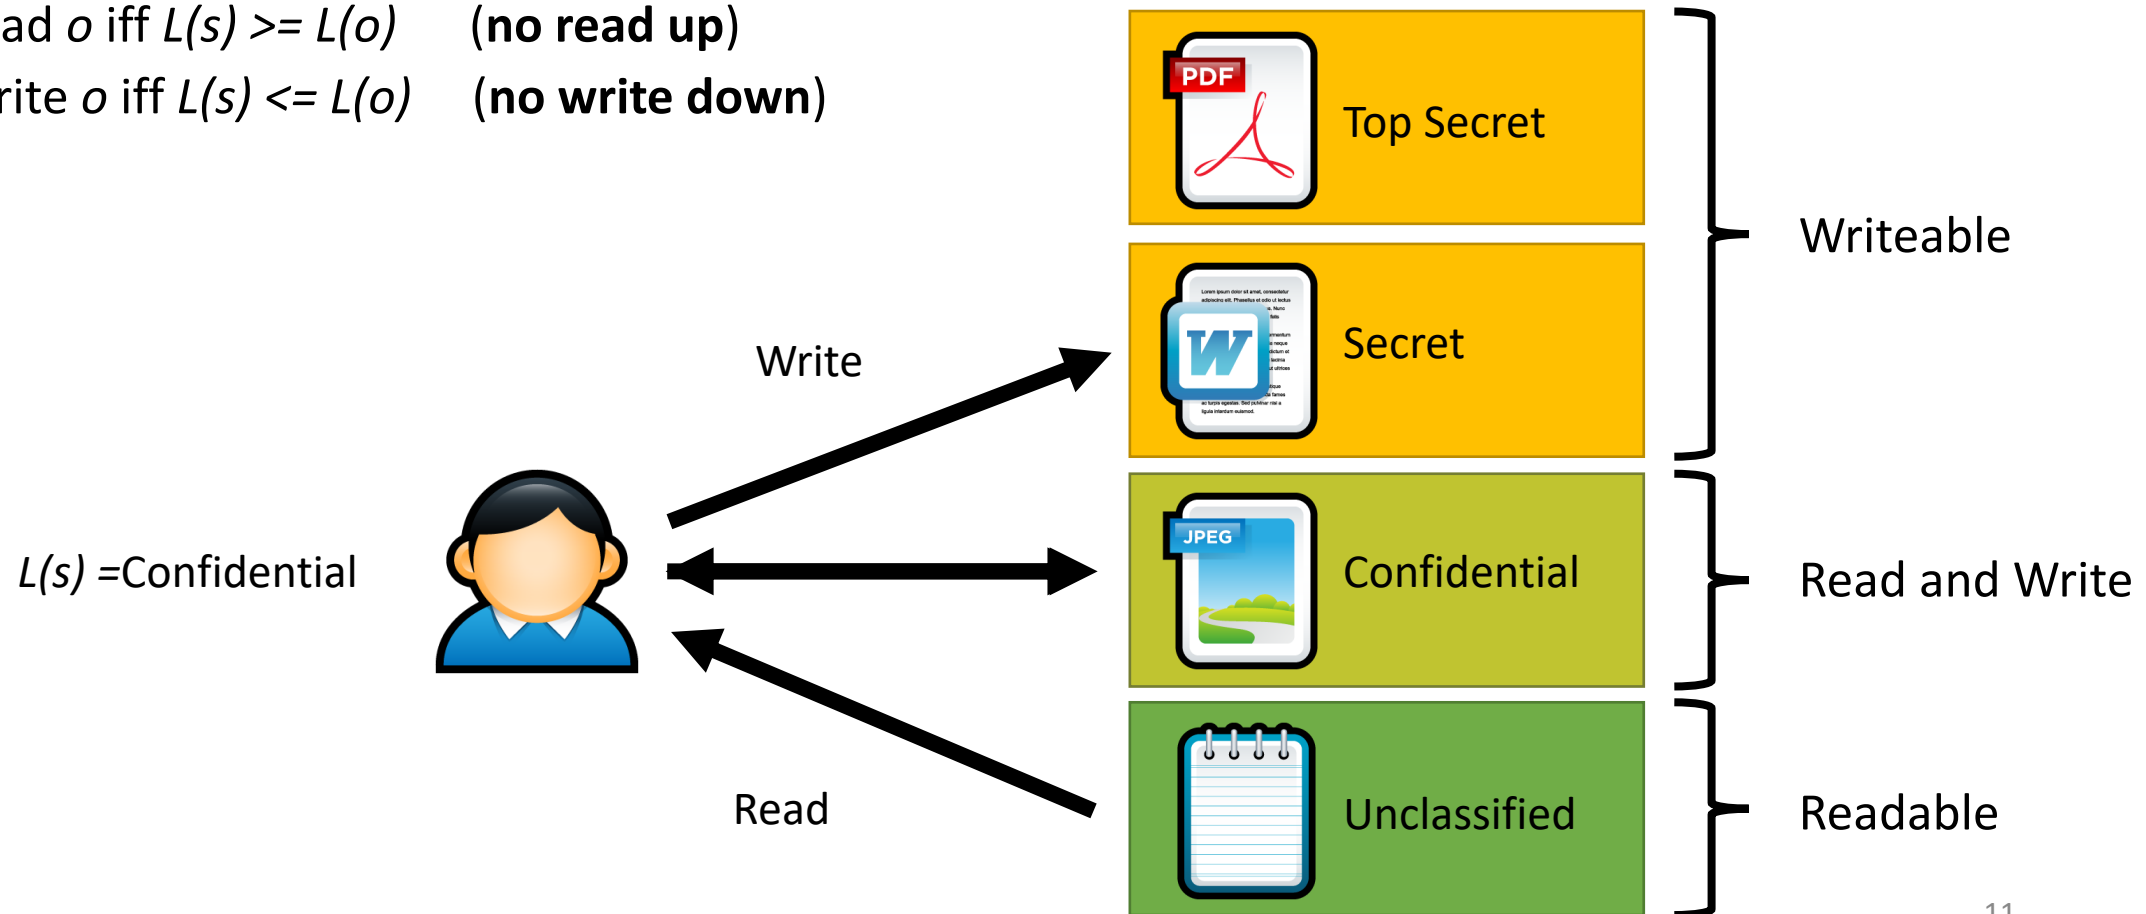 ad o iff L(s) >= L(o) (no read up)
rite o iff L(s) <= L(o) (no write down)
PDF
Top Secret
Writeable
Write
W
Secret
L(s) =Confidential
JPEG
Confidential
Read and Write
Read
Unclassified
Readable
11